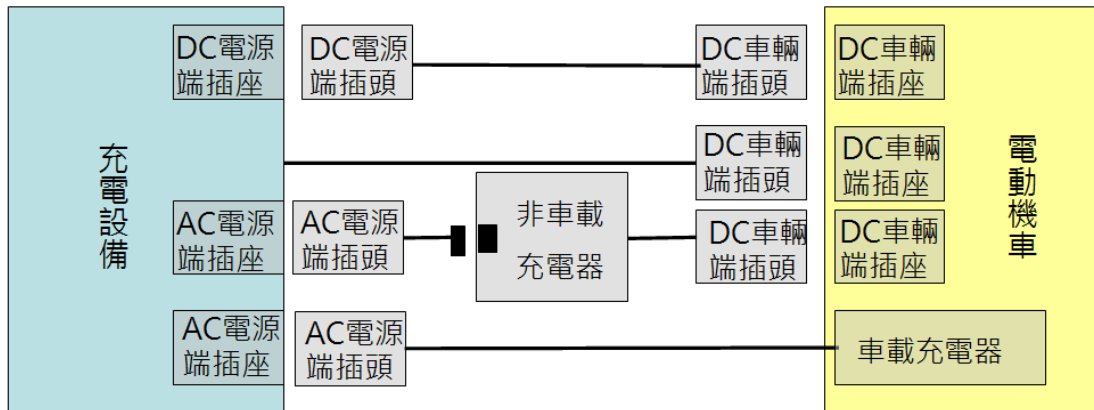 充電設備
DC電源
端插座
DC電源
端插頭
DC車輛
端插頭
DC車輛
端插座
DC車輛
端插頭
DC車輛
端插座
AC電源
端插座
AC電源
端插頭
非車載
充電器
DC車輛
端插頭
DC車輛
端插座
AC電源
端插座
AC電源
端插頭
車載充電器
電動機車